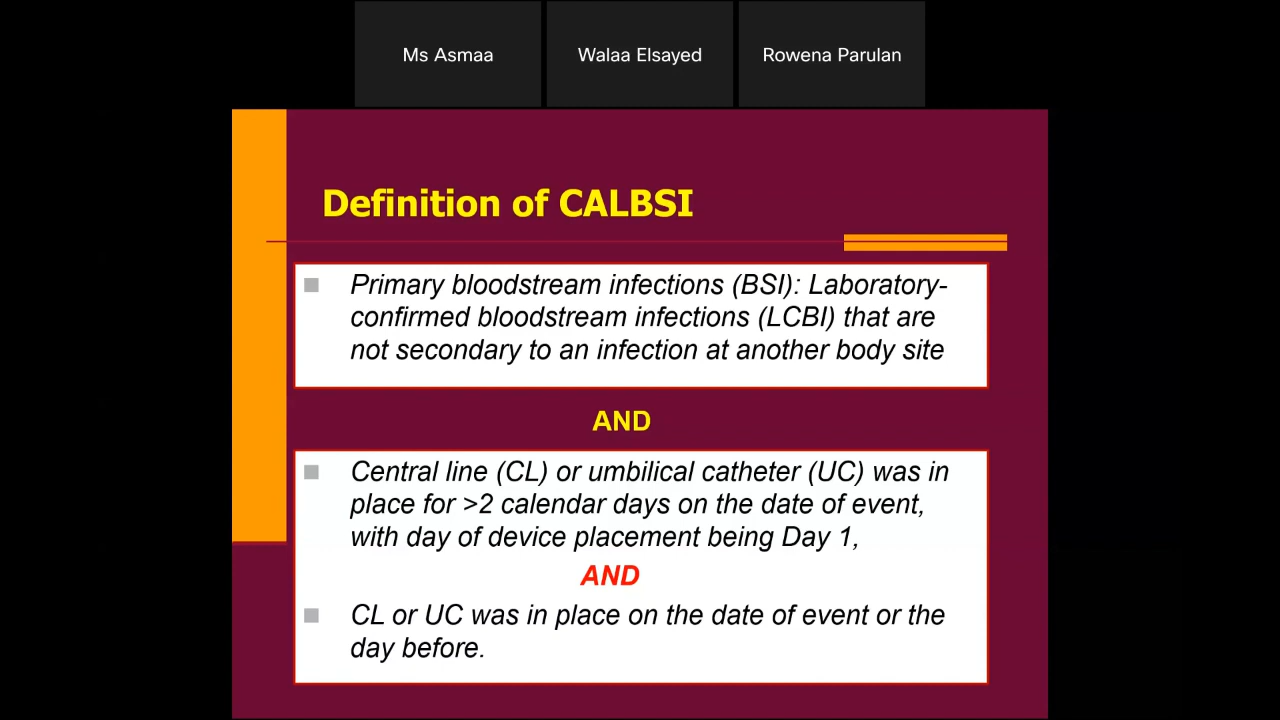 Ms Asmaa
Walaa Elsayed
Rowena Parulan
Definition of CALBSI
Primary bloodstream infections (BSI): Laboratory-
confirmed bloodstream infections (LCBI) that are
not secondary to an infection at another body site
AND
Central line (CL) or umbilical catheter (UC) was in
place for >2 calendar days on the date of event,
with day of device placement being Day 1,
AND
CL or UC was in place on the date of event or the
day before.